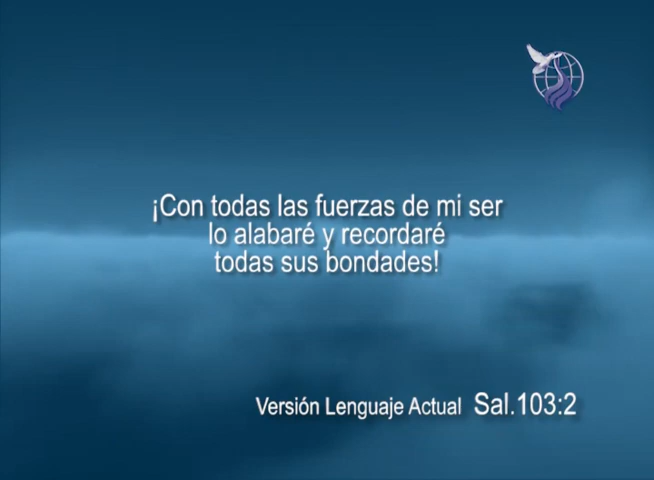 ¡Con todas las fuerzas de mi ser
lo alabaré y recordaré
todas sus bondades!
Versión Lenguaje Actual Sal.103:2